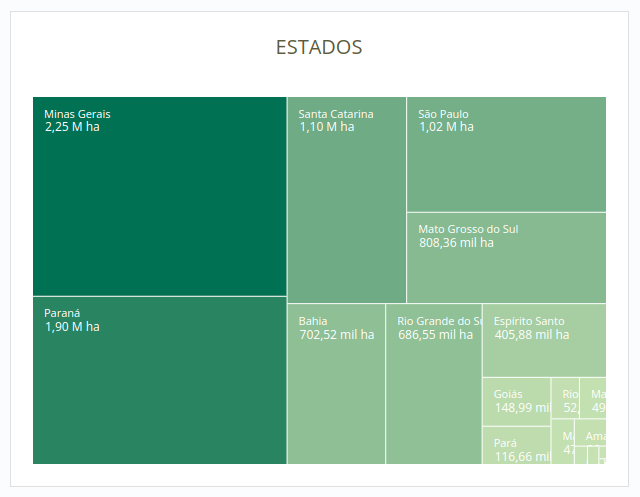 ESTADOS
Minas Gerais
2,25 M ha
Santa Catarina
1,10 M ha
São Paulo
1,02 M ha
Mato Grosso do Sul
808,36 mil ha
Paraná
1,90 M ha
Bahia
702,52 mil ha
Rio Grande do Su
686,55 mil ha
Espírito Santo
405,88 mil ha
Goiás
148,99 mil
Rio
52,
Ma
49
Pará
116,66 mil
Ma
47
Ama